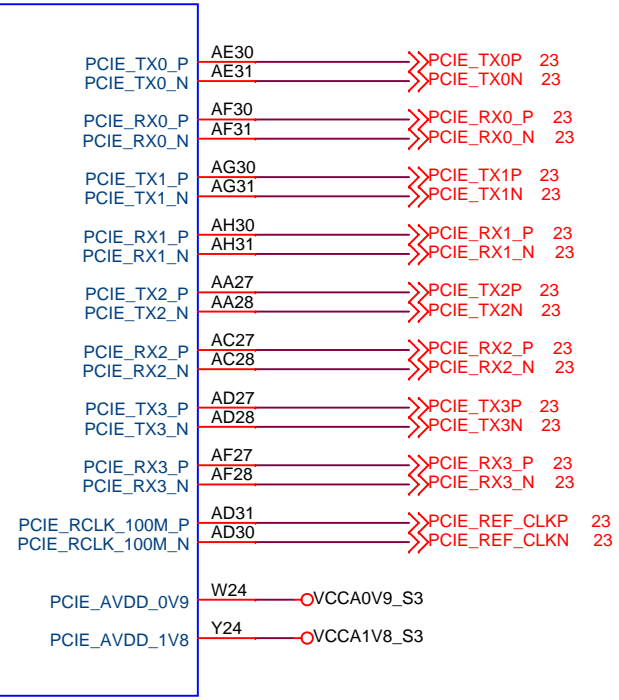 PCIE_TX0_P AE30 PCIE_TX0P 23
PCIE_TX0_N AE31 PCIE_TX0N 23
PCIE_RX0_P AF30 PCIE_RX0_P 23
PCIE_RX0_N AF31 PCIE_RX0_N 23
PCIE_TX1_P AG30 PCIE_TX1P 23
PCIE_TX1_N AG31 PCIE_TX1N 23
PCIE_RX1_P AH30 PCIE_RX1_P 23
PCIE_RX1_N AH31 PCIE_RX1_N 23
PCIE_TX2_P AA27 PCIE_TX2P 23
PCIE_TX2_N AA28 PCIE_TX2N 23
PCIE_RX2_P AC27 PCIE_RX2_P 23
PCIE_RX2_N AC28 PCIE_RX2_N 23
PCIE_TX3_P AD27 PCIE_TX3P 23
PCIE_TX3_N AD28 PCIE_TX3N 23
PCIE_RX3_P AF27 PCIE_RX3_P 23
PCIE_RX3_N AF28 PCIE_RX3_N 23
PCIE_RCLK_100M_P AD31 PCIE_REF_CLKP 23
PCIE_RCLK_100M_N AD30 PCIE_REF_CLKN 23
PCIE_AVDD_0V9 W24 VCCA0V9_S3
PCIE_AVDD_1V8 Y24 VCCA1V8_S3